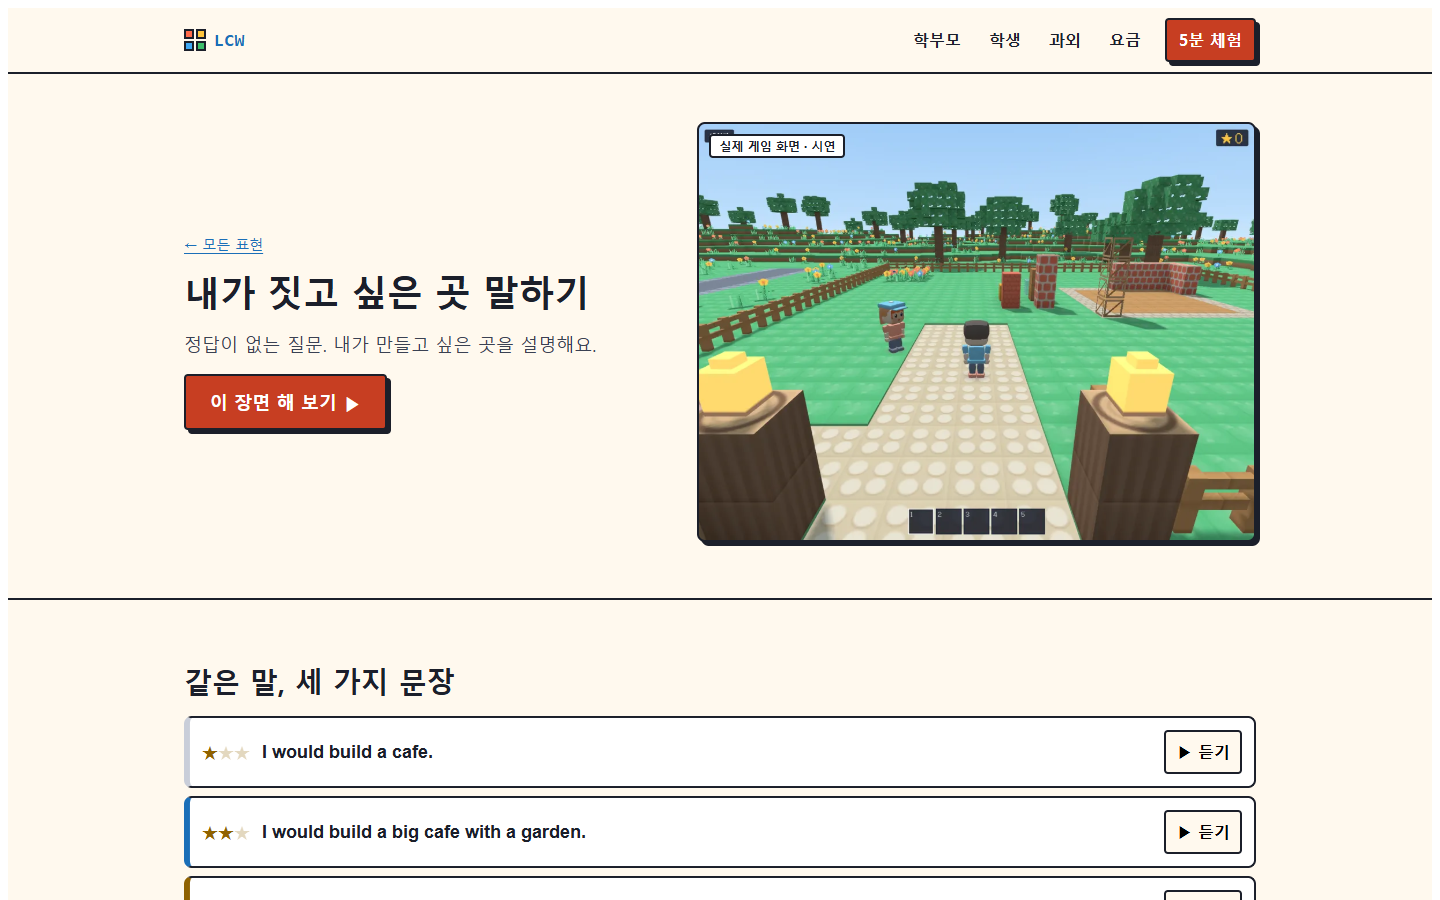 LCW
학부모
학생
과외
요금
5분 체험
← 모든 표현
내가 짓고 싶은 곳 말하기
정답이 없는 질문. 내가 만들고 싶은 곳을 설명해요.
이 장면 해 보기 ▶
실제 게임 화면 · 시연
★0
1 2 3 4 5
같은 말, 세 가지 문장
★★★ I would build a cafe. ▶ 듣기
★★★ I would build a big cafe with a garden. ▶ 듣기